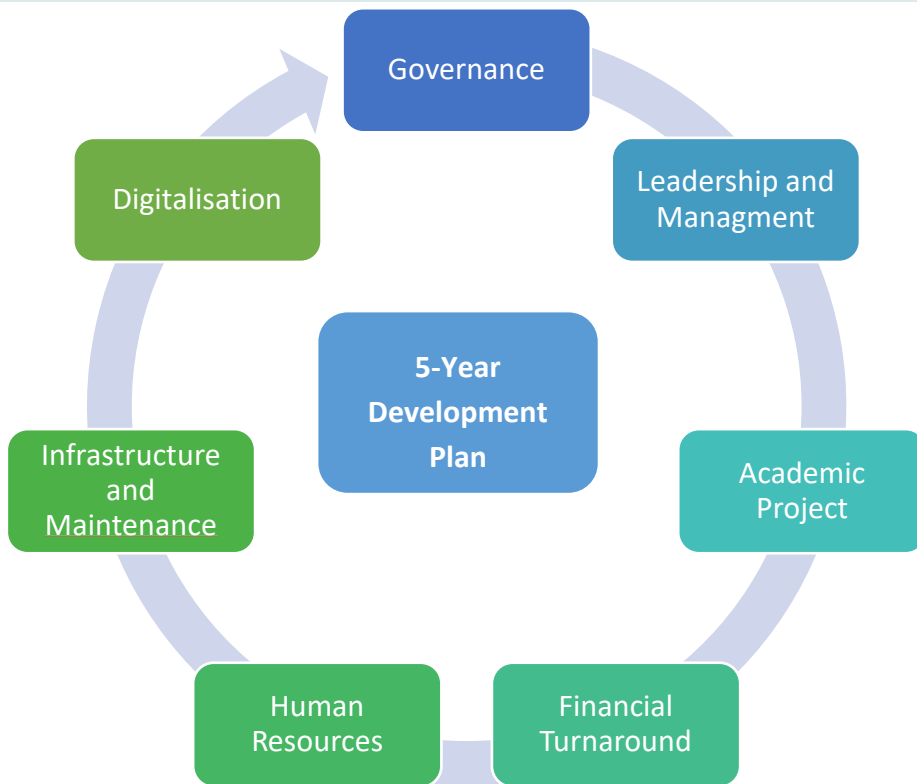 Governance
Leadership and
Managment
Academic
Project
Financial
Turnaround
Human
Resources
Infrastructure
and
Maintenance
Digitalisation
5-Year
Development
Plan